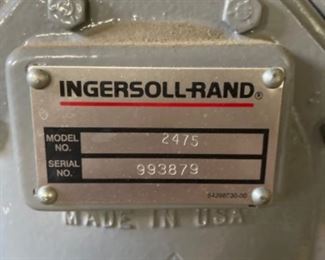 INGERSOLL-RAND®
MODEL NO. 2475
SERIAL NO. 993879
MADE IN USA